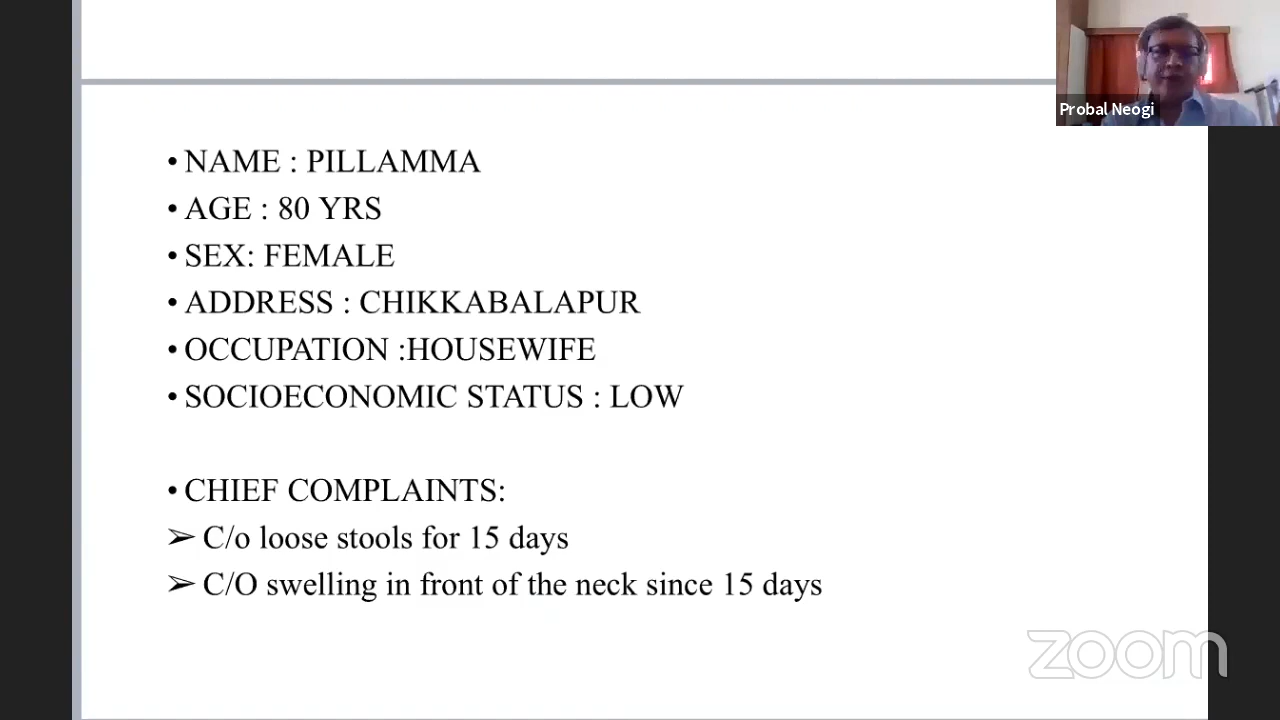 Probal Neogi
• NAME : PILLAMMA
• AGE : 80 YRS
• SEX: FEMALE
• ADDRESS : CHIKKABALAPUR
• OCCUPATION :HOUSEWIFE
• SOCIOECONOMIC STATUS : LOW
• CHIEF COMPLAINTS:
➢ C/o loose stools for 15 days
➢ C/O swelling in front of the neck since 15 days
zoom